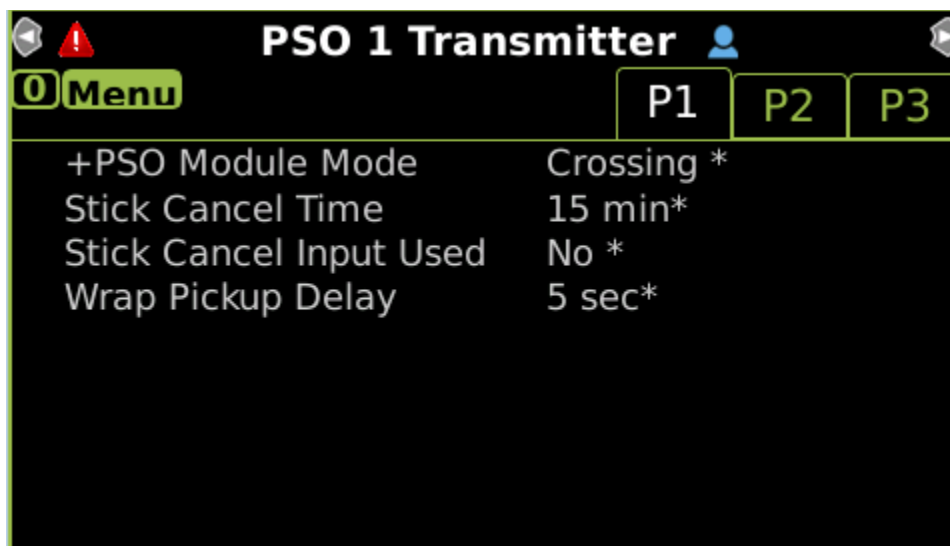 PSO 1 Transmitter
0 Menu
P1 P2 P3
+PSO Module Mode Crossing *
Stick Cancel Time 15 min*
Stick Cancel Input Used No *
Wrap Pickup Delay 5 sec*